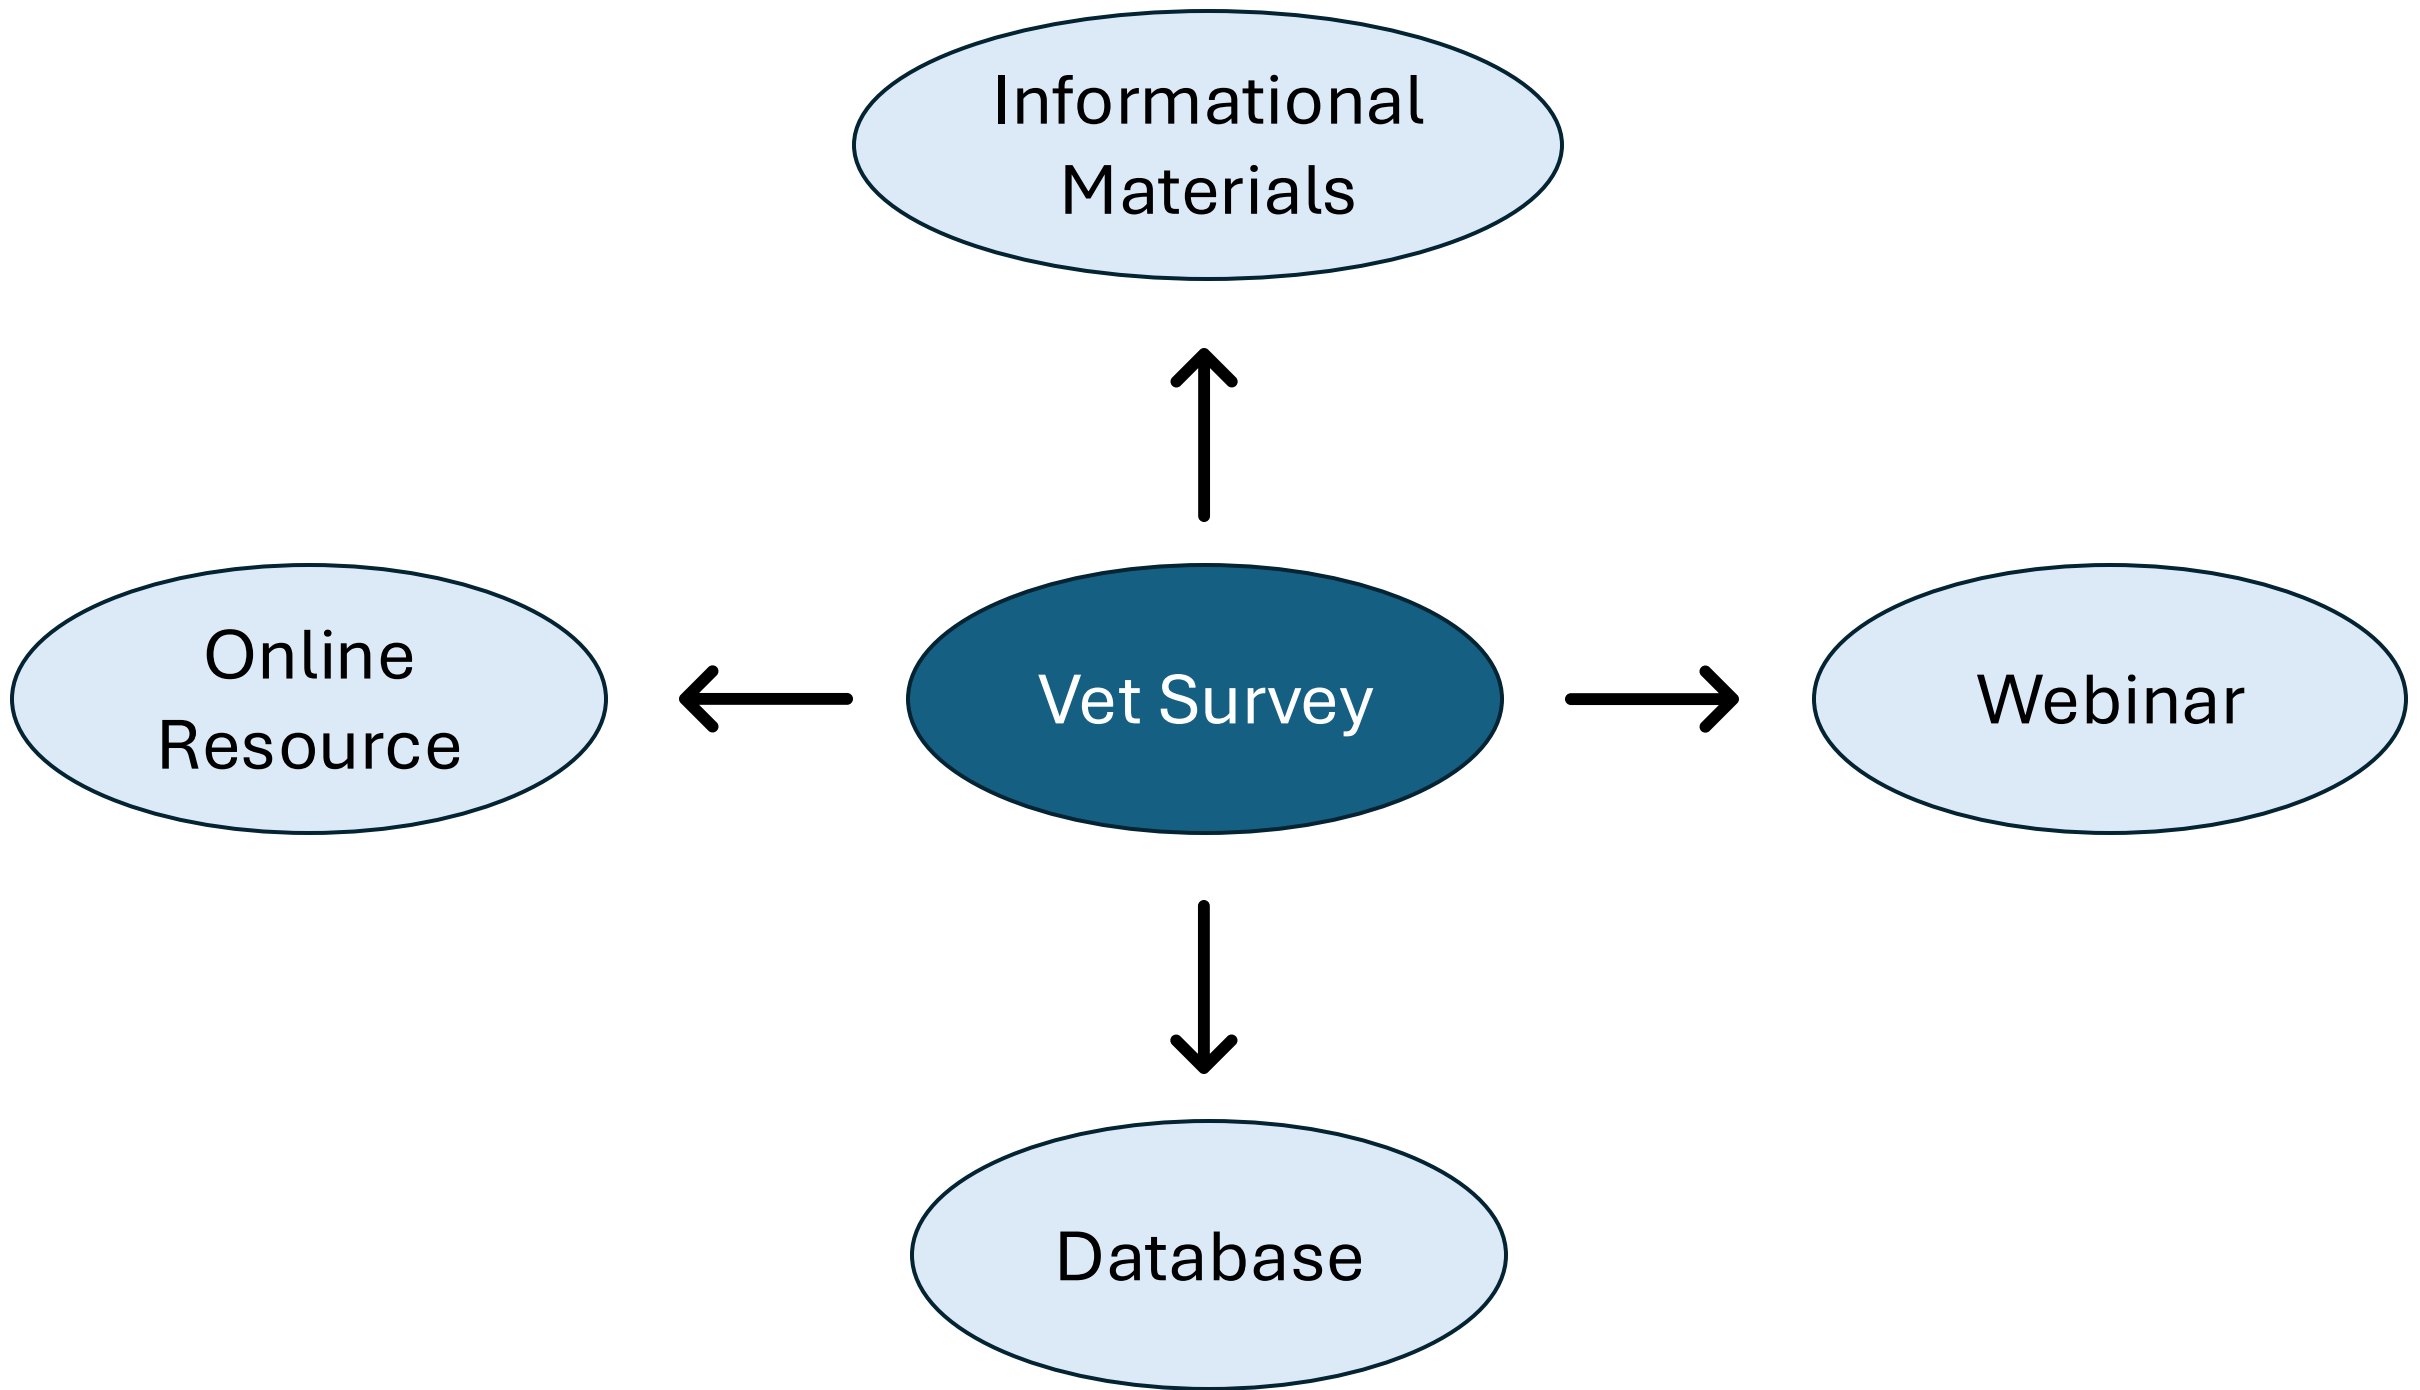 Informational
Materials
Online
Resource
Vet Survey
Webinar
Database